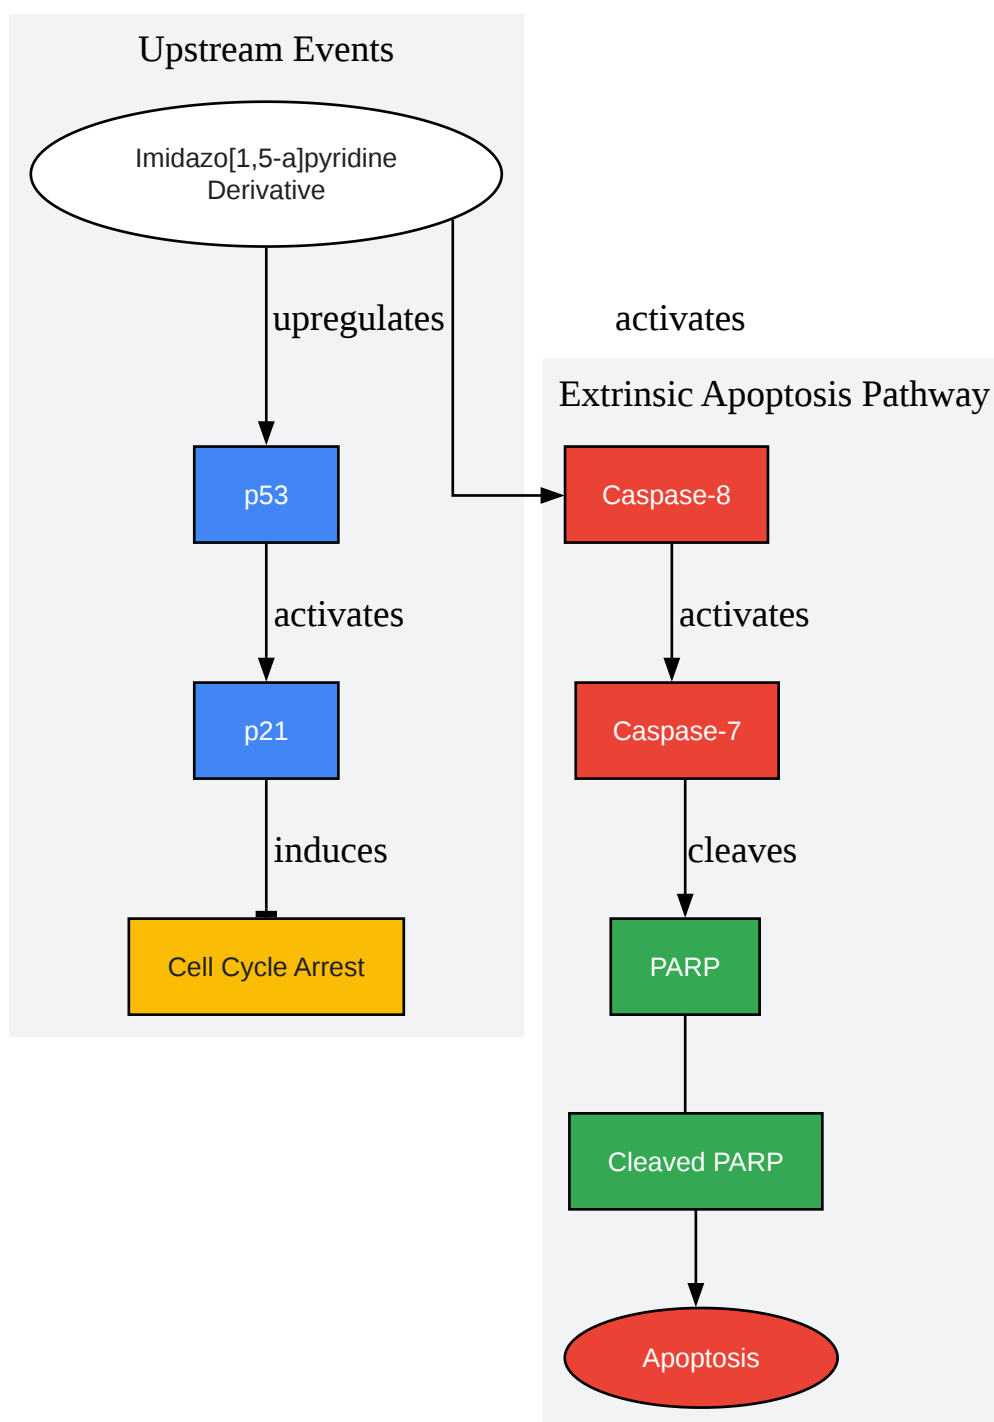 Upstream Events
Imidazo[1,5-a]pyridine
Derivative
upregulates
activates
Extrinsic Apoptosis Pathway
p53
Caspase-8
activates
activates
p21
Caspase-7
induces
cleaves
Cell Cycle Arrest
PARP
Cleaved PARP
Apoptosis